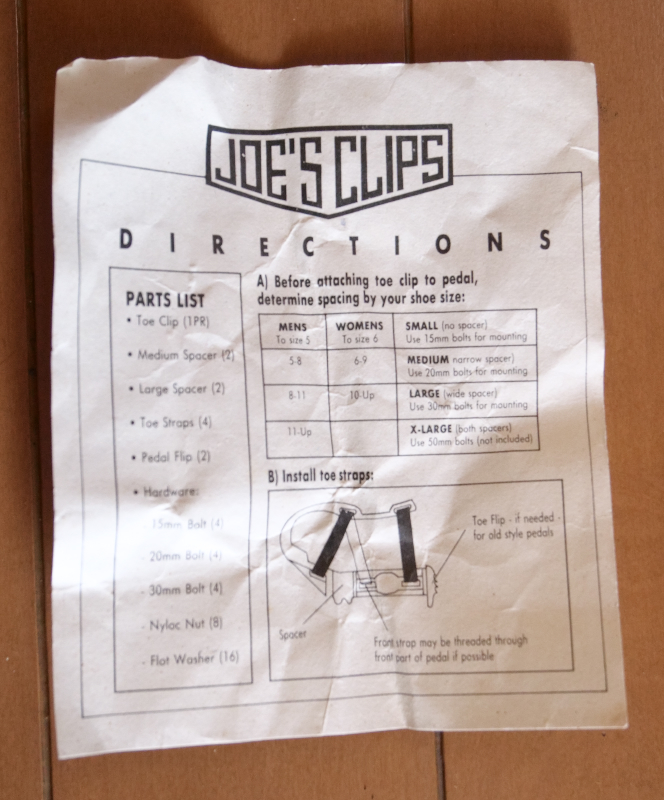 JOE'S CLIPS
DIRECTIONS
PARTS LIST
• Toe Clip (1PR)
• Medium Spacer (2)
• Large Spacer (2)
• Toe Straps (4)
• Pedal Flip (2)
• Hardware:
- 15mm Bolt (4)
- 20mm Bolt (4)
- 30mm Bolt (4)
- Nylac Nut (8)
- Flat Washer (16)
A) Before attaching toe clip to pedal,
determine spacing by your shoe size:
MENS WOMENS SMALL (no spacer)
To size 5 To size 6 Use 15mm bolts for mounting
5-8 6-9 MEDIUM narrow spacer)
Use 20mm bolts for mounting
8-11 10-Up LARGE (wide spacer)
Use 30mm bolts for mounting
11-Up X-LARGE (both spacers)
Use 50mm bolts (not included)
B) Install toe straps:
Toe Flip - if needed -
for old style pedals
Spacer
Front strap may be threaded through
front part of pedal if possible